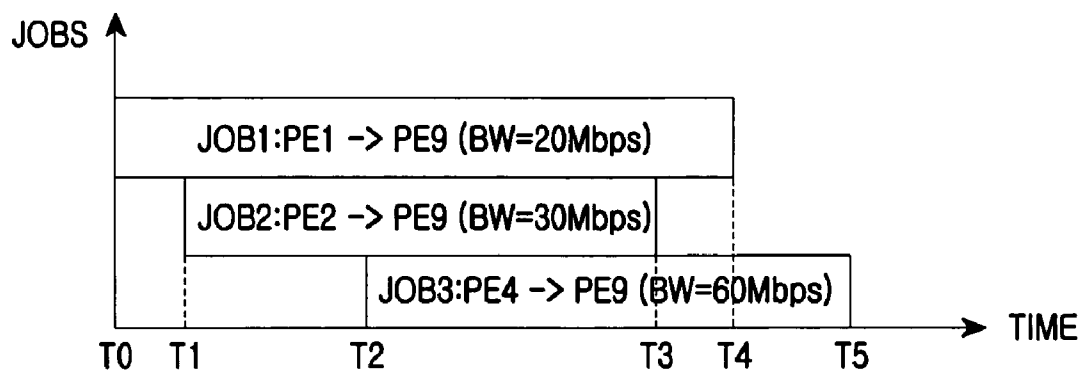 JOBS
JOB1:PE1 -> PE9 (BW=20Mbps)
JOB2:PE2 -> PE9 (BW=30Mbps)
JOB3:PE4 -> PE9 (BW=60Mbps)
TIME
T0 T1 T2 T3 T4 T5